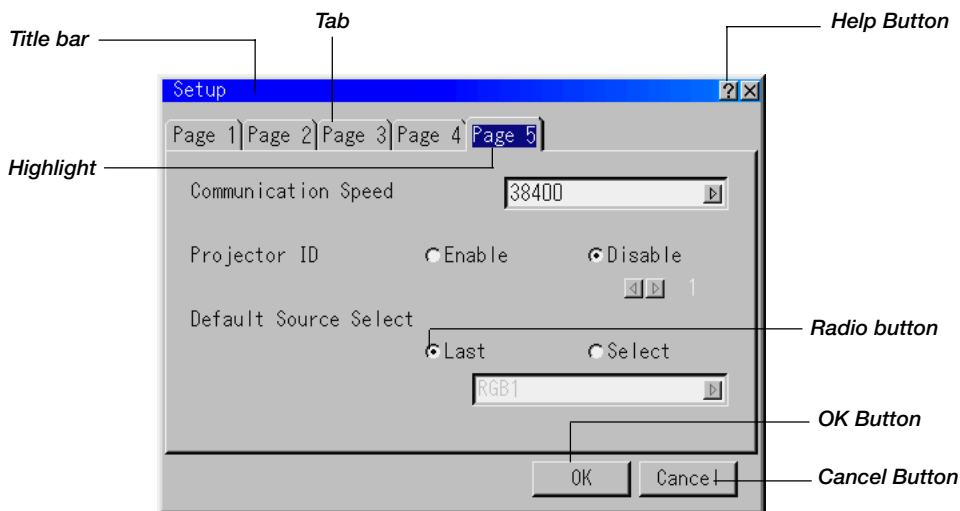 Tab
Help Button
Title bar
Setup
? ×
Page 1 Page 2 Page 3 Page 4 Page 5
Highlight
Communication Speed 38400
Projector ID Enable Disable
1
Default Source Select
Radio button
Last Select
RGB1
OK Button
OK Cancel
Cancel Button